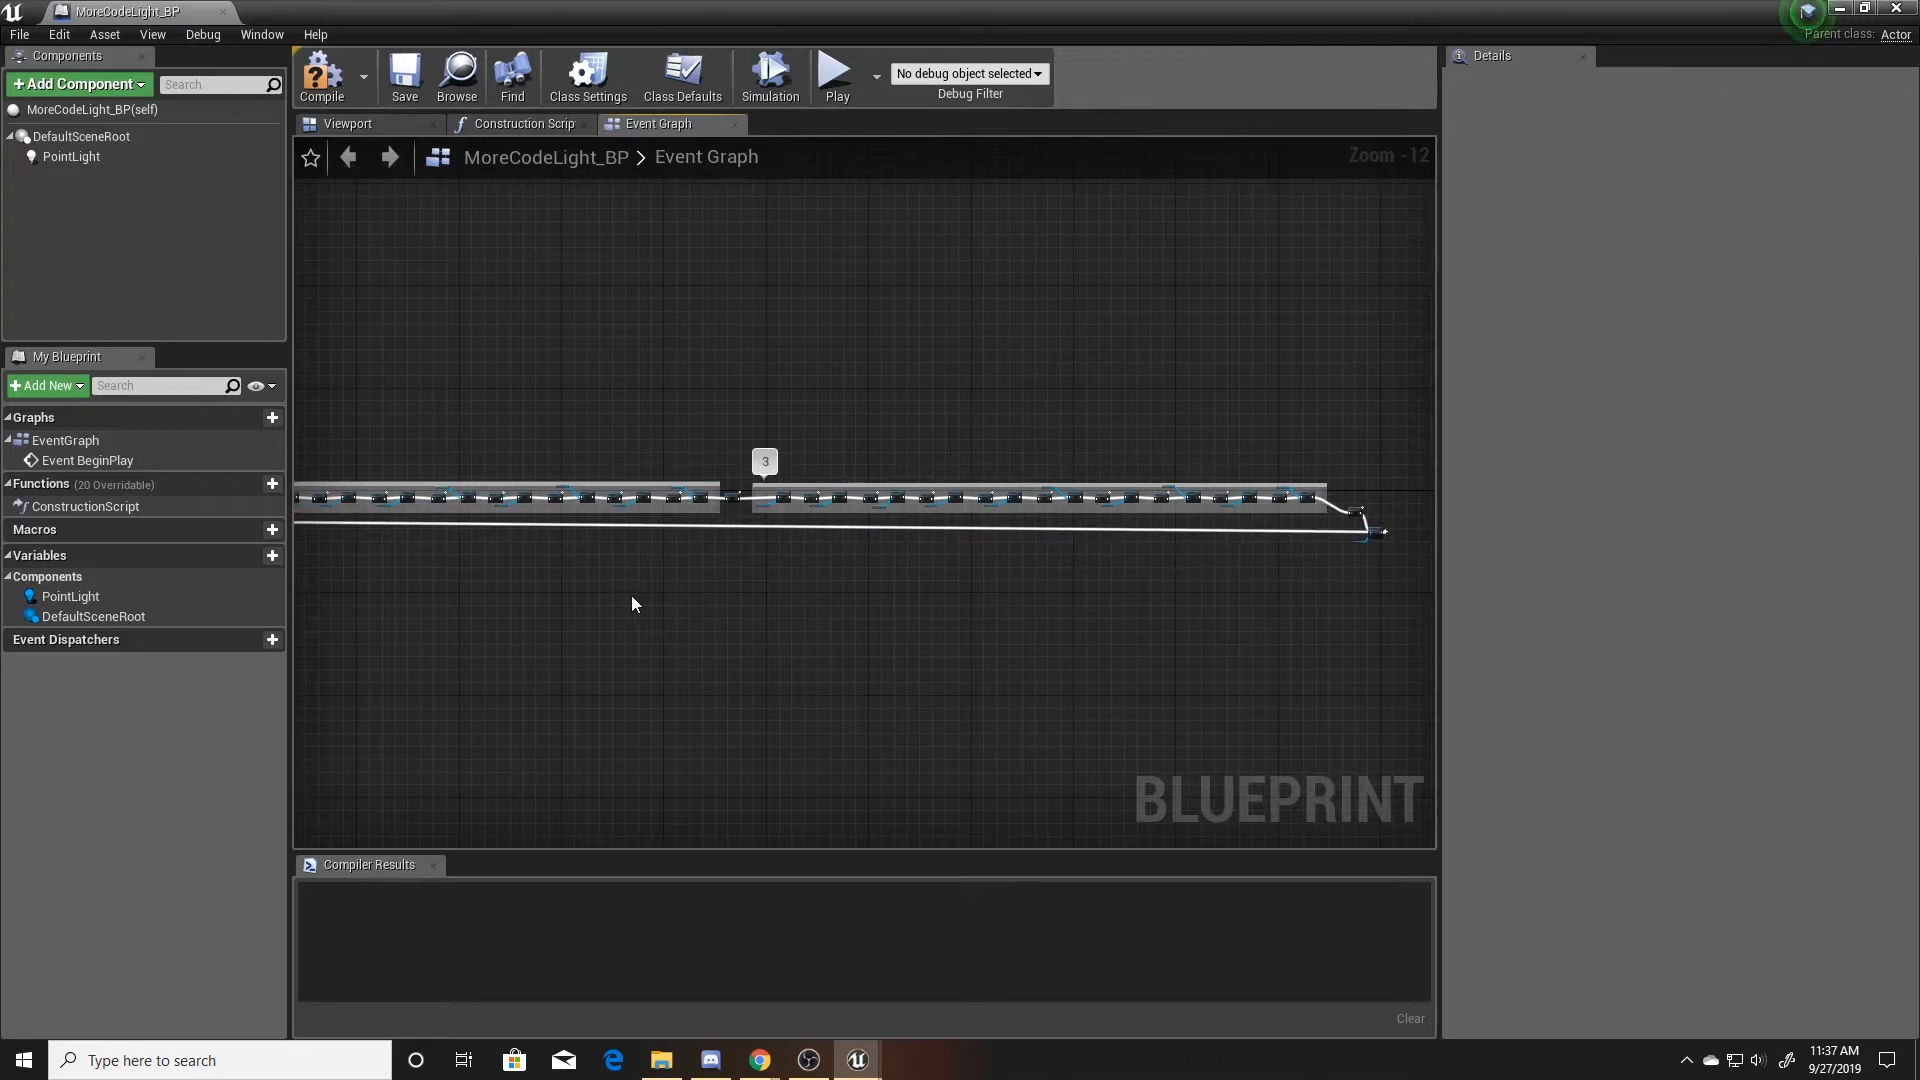 MoreCodeLight_BP
File Edit Asset View Debug Window Help
Parent class: Actor
Components
+Add Component
Search
MoreCodeLight_BP(self)
DefaultSceneRoot
PointLight
Compile
Save
Browse
Find
Class Settings
Class Defaults
Simulation
Play
No debug object selected
Debug Filter
Details
Viewport
Construction Scrip
Event Graph
MoreCodeLight_BP > Event Graph
Zoom -12
My Blueprint
+Add New
Search
Graphs
EventGraph
Event BeginPlay
Functions (20 Overridable)
ConstructionScript
Macros
Variables
Components
PointLight
DefaultSceneRoot
Event Dispatchers
3
BLUEPRINT
Compiler Results
Clear
Type here to search
11:37 AM
9/27/2019